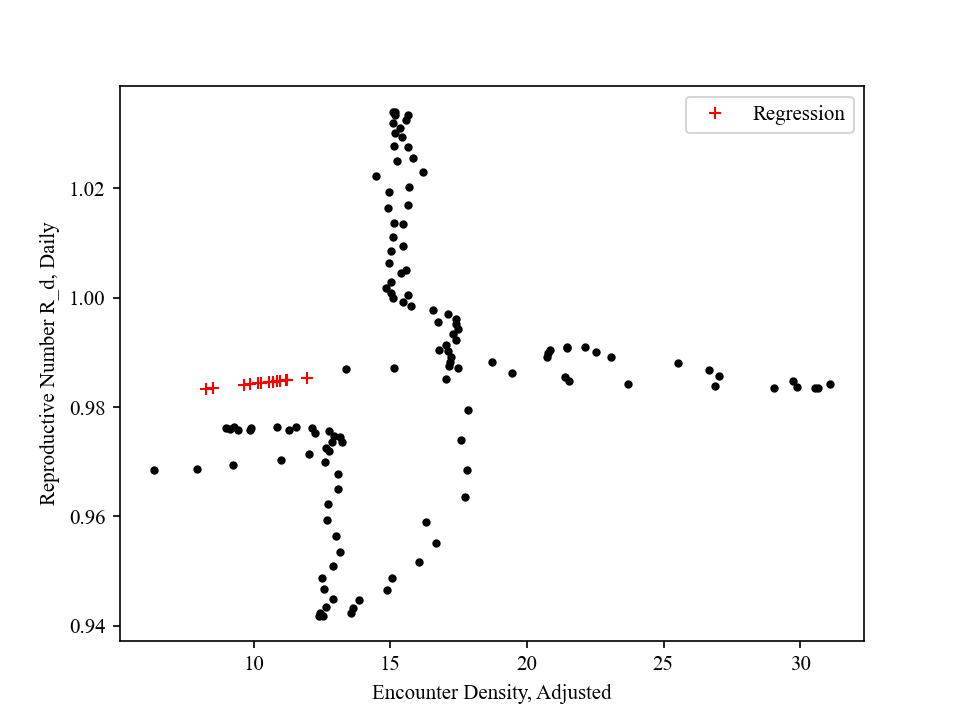 Regression
Reproductive Number R_d, Daily
1.02
1.00
0.98
0.96
0.94
10 15 20 25 30
Encounter Density, Adjusted